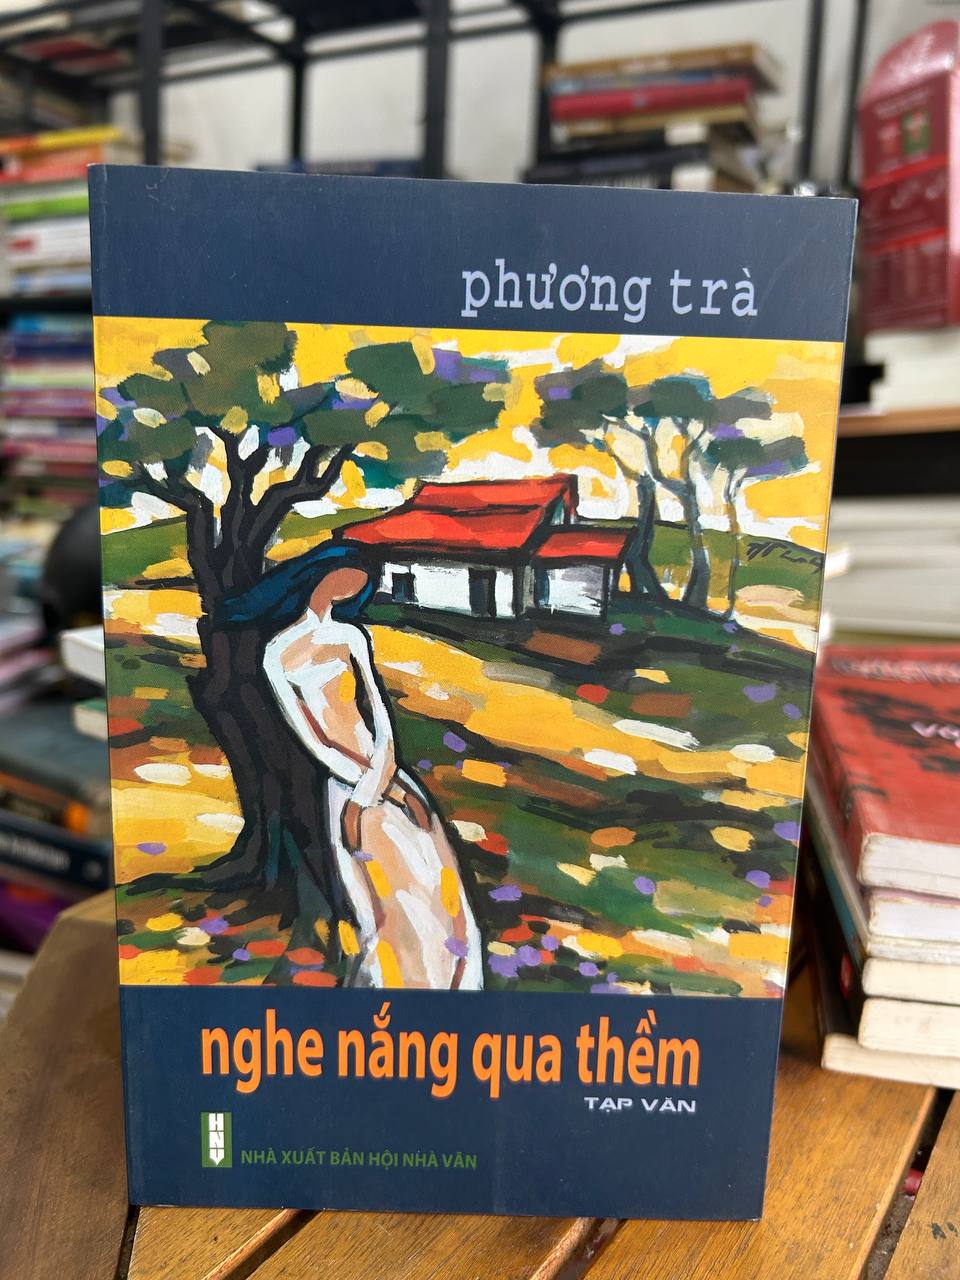 phương trà
nghe nắng qua thềm
TẠP VĂN
HNV
NHÀ XUẤT BẢN HỘI NHÀ VĂN